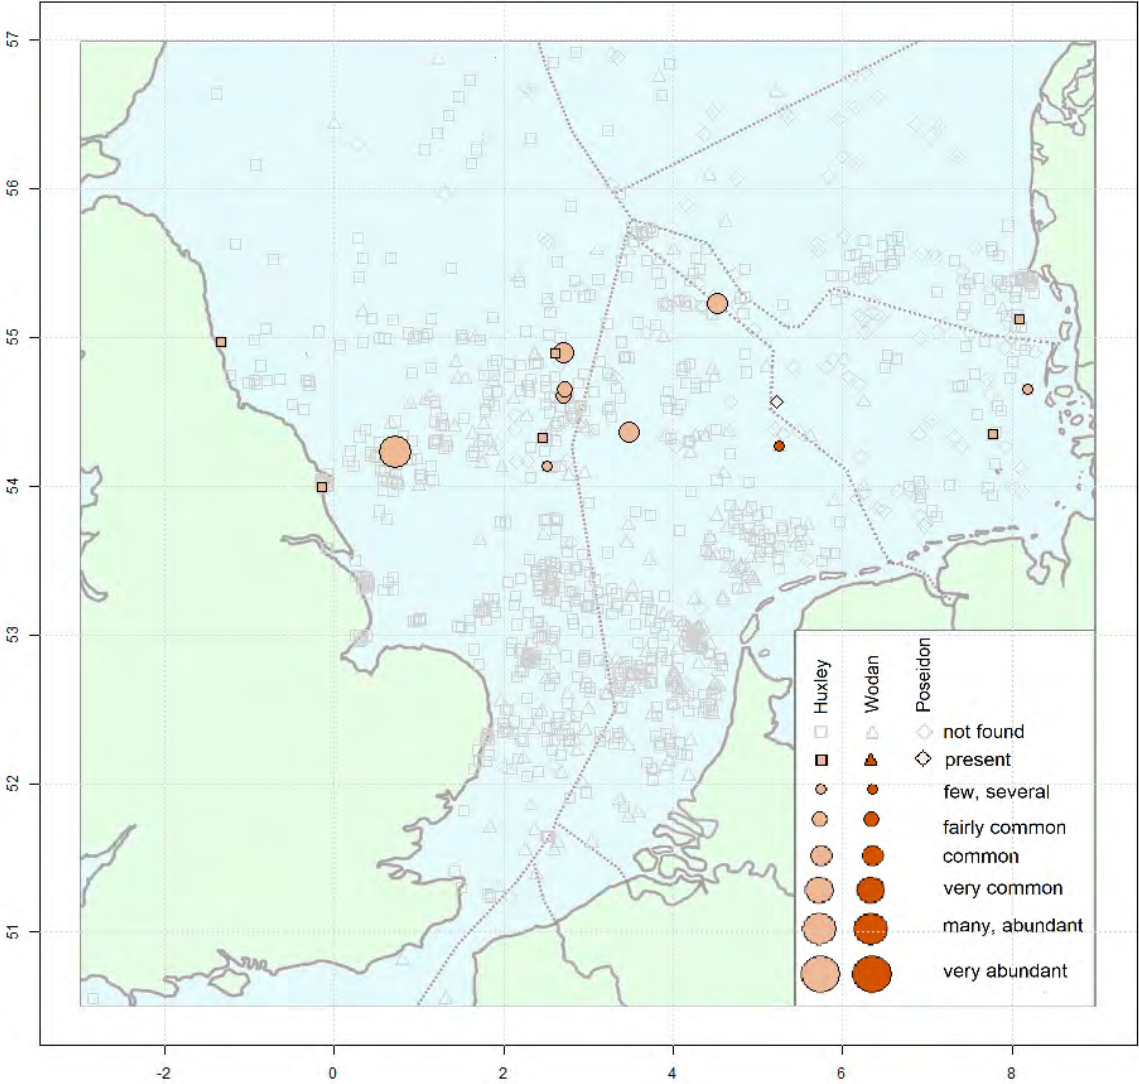 57
56
55
54
53
52
51
Huxley
Wodan
Poseidon
not found
present
few, several
fairly common
common
very common
many, abundant
very abundant
-2 0 2 4 6 8